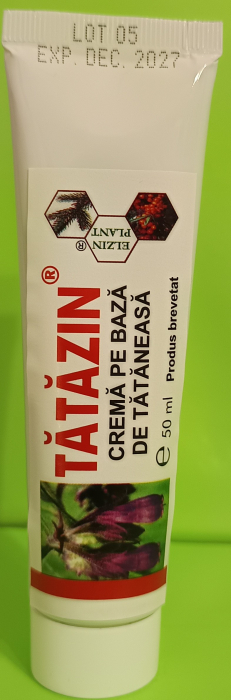 LOT 05
EXP. DEC. 2027
ELZIN
PLANT
®
TĂTĂZIN®
CREMĂ PE BAZĂ
DE TĂTĂNEASĂ
℮ 50 ml Produs brevetat